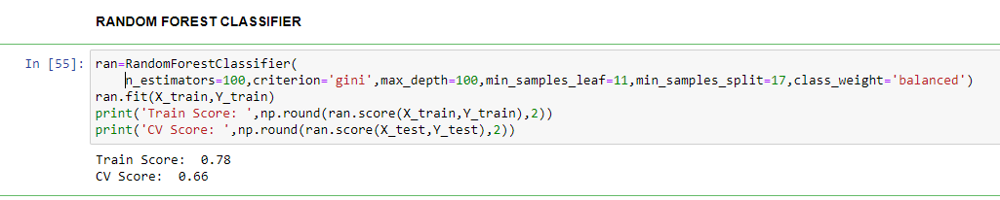 RANDOM FOREST CLASSIFIER
In [55]: ran=RandomForestClassifier(
n_estimators=100,criterion='gini',max_depth=100,min_samples_leaf=11,min_samples_split=17,class_weight='balanced')
ran.fit(X_train,Y_train)
print('Train Score: ',np.round(ran.score(X_train,Y_train),2))
print('CV Score: ',np.round(ran.score(X_test,Y_test),2))
Train Score:  0.78
CV Score:  0.66